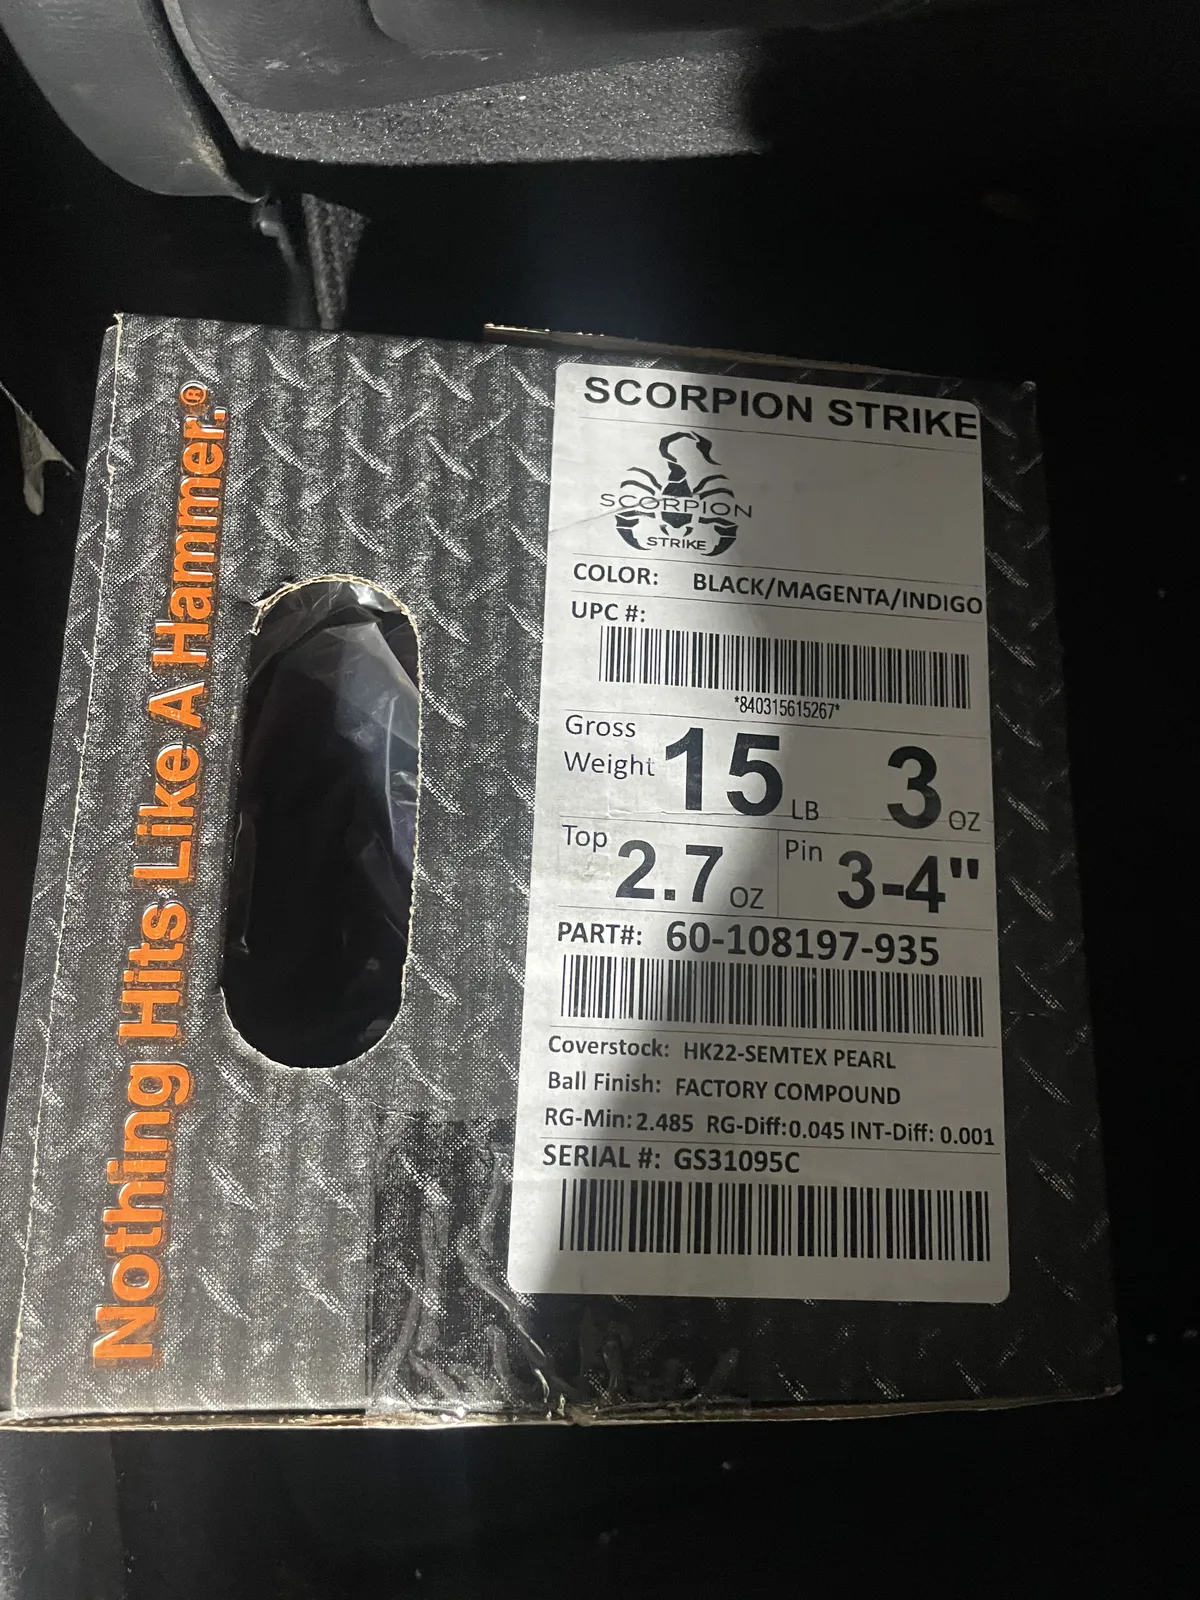 Nothing Hits Like A Hammer.®
SCORPION STRIKE
SCORPION
STRIKE
COLOR: BLACK/MAGENTA/INDIGO
UPC #:
*840315615267*
Gross Weight 15 LB 3 OZ
Top 2.7 OZ Pin 3-4"
PART#: 60-108197-935
Coverstock: HK22-SEMTEX PEARL
Ball Finish: FACTORY COMPOUND
RG-Min: 2.485 RG-Diff: 0.045 INT-Diff: 0.001
SERIAL #: GS31095C